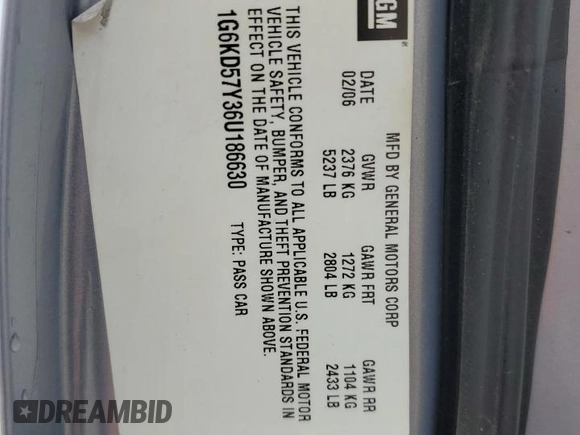 GM
®
MFD BY GENERAL MOTORS CORP
DATE GVWR GAWR FRT GAWR RR
02/06 2376 KG 1272 KG 1104 KG
5237 LB 2804 LB 2433 LB
THIS VEHICLE CONFORMS TO ALL APPLICABLE U.S. FEDERAL MOTOR
VEHICLE SAFETY, BUMPER, AND THEFT PREVENTION STANDARDS IN
EFFECT ON THE DATE OF MANUFACTURE SHOWN ABOVE.
1G6KD57Y36U186630 TYPE: PASS CAR
DREAMBID